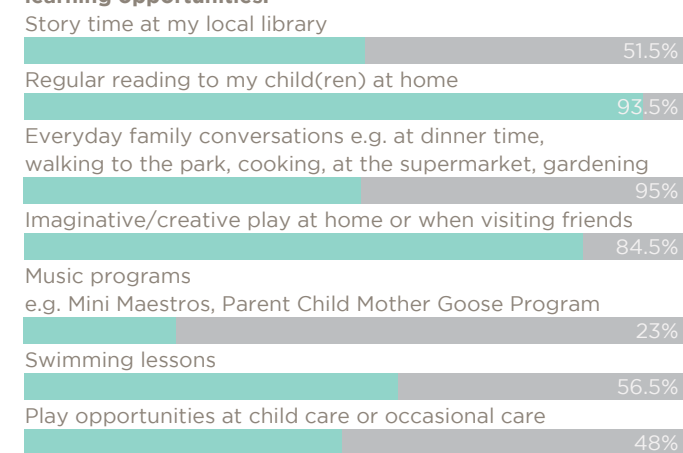 learning opportunities:
Story time at my local library
51.5%
Regular reading to my child(ren) at home
93.5%
Everyday family conversations e.g. at dinner time,
walking to the park, cooking, at the supermarket, gardening
95%
Imaginative/creative play at home or when visiting friends
84.5%
Music programs
e.g. Mini Maestros, Parent Child Mother Goose Program
23%
Swimming lessons
56.5%
Play opportunities at child care or occasional care
48%